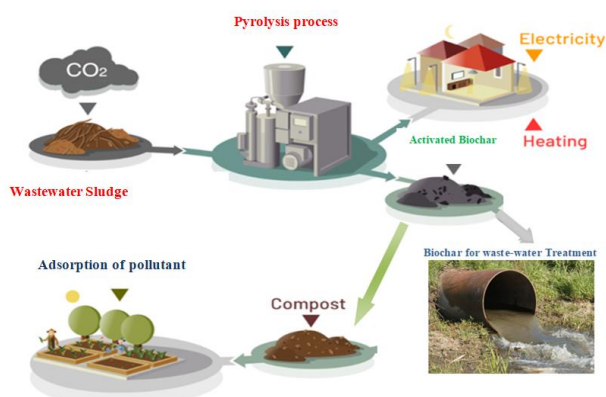 Pyrolysis process
Electricity
CO2
Activated Biochar
Heating
Wastewater Sludge
Biochar for waste-water Treatment
Adsorption of pollutant
Compost